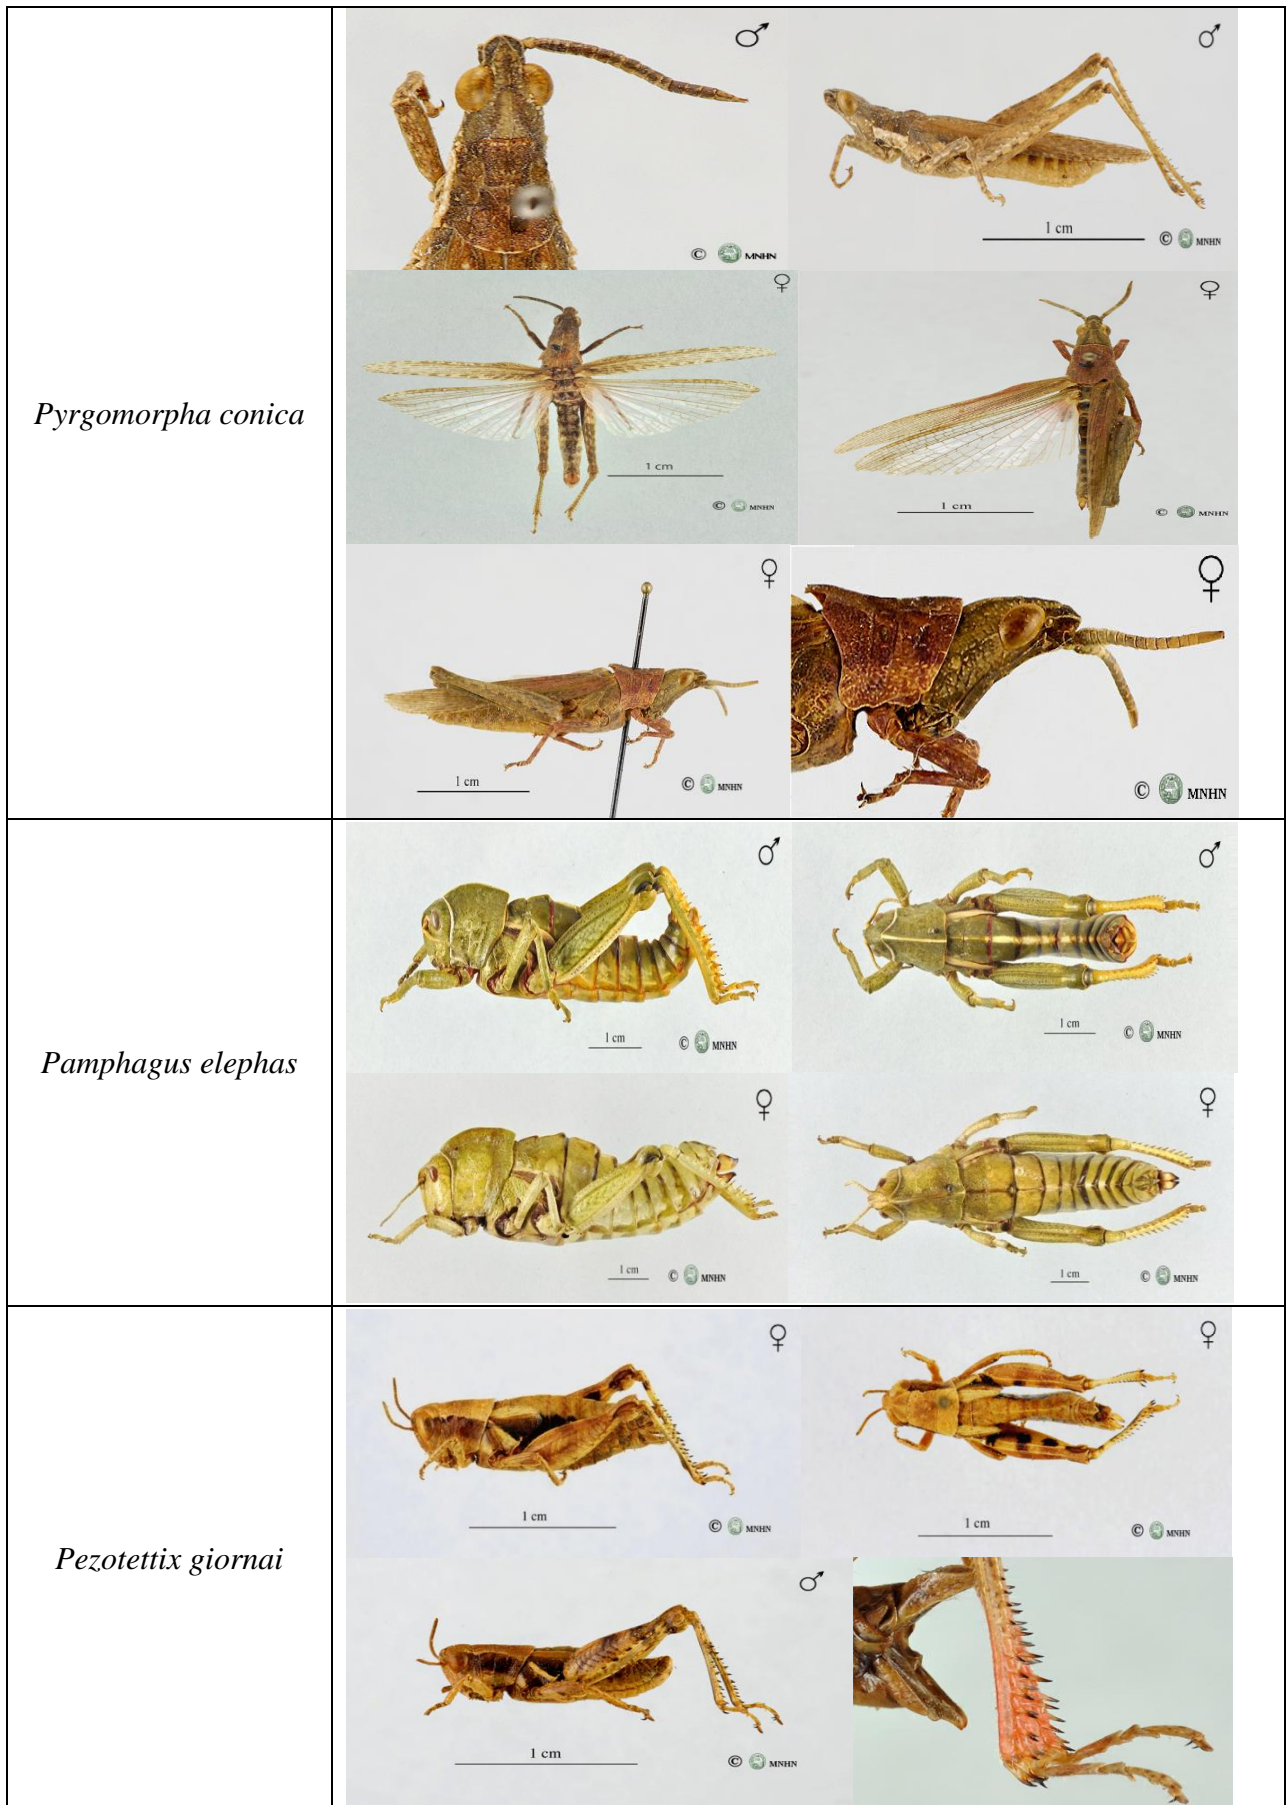 ♂
♂
© MNHN
1 cm
© MNHN
♀
♀
1 cm
© MNHN
1 cm
© MNHN
Pyrgomorpha conica
♀
♀
1 cm
© MNHN
© MNHN
♂
♂
1 cm
© MNHN
1 cm
© MNHN
Pamphagus elephas
♀
♀
1 cm
© MNHN
1 cm
© MNHN
♀
♀
1 cm
© MNHN
1 cm
© MNHN
Pezotettix giornai
♂
1 cm
© MNHN